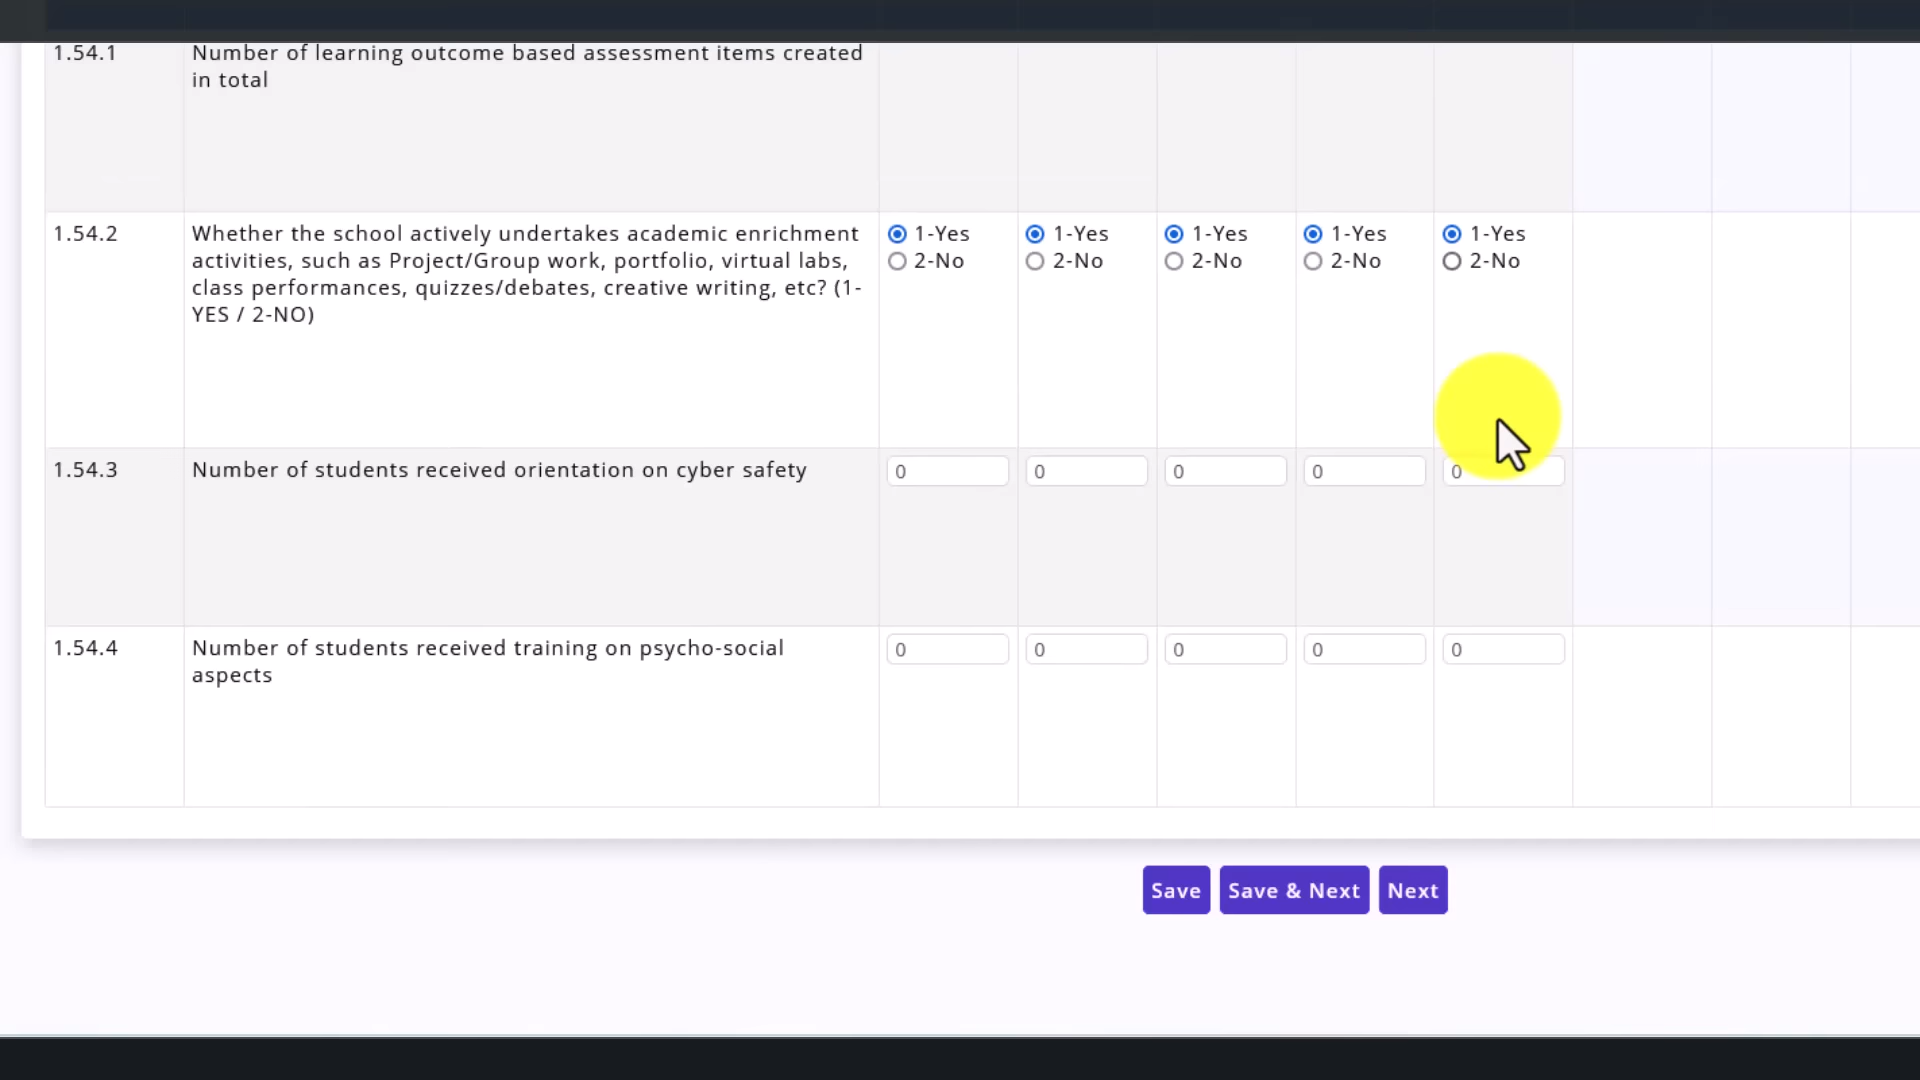 1.54.1 Number of learning outcome based assessment items created
in total
1.54.2 Whether the school actively undertakes academic enrichment 1-Yes 1-Yes 1-Yes 1-Yes 1-Yes
activities, such as Project/Group work, portfolio, virtual labs, 2-No 2-No 2-No 2-No 2-No
class performances, quizzes/debates, creative writing, etc? (1-
YES / 2-NO)
1.54.3 Number of students received orientation on cyber safety 0 0 0 0 0
1.54.4 Number of students received training on psycho-social 0 0 0 0 0
aspects
Save Save & Next Next